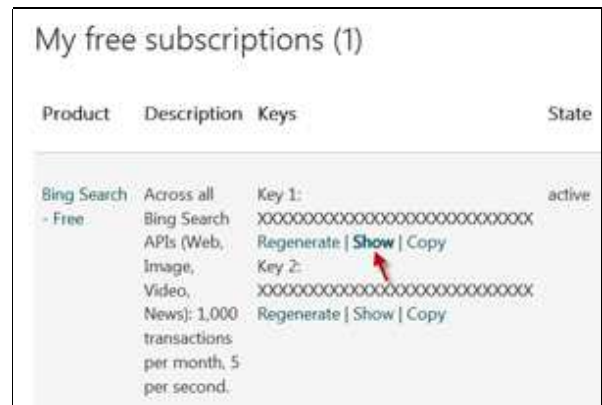 My free subscriptions (1)
Product Description Keys State
Bing Search - Free
Across all
Bing Search
APIs (Web,
Image,
Video,
News): 1,000
transactions
per month, 5
per second.
Key 1:
XXXXXXXXXXXXXXXXXXXXXXXXXXXX
Regenerate | Show | Copy
Key 2:
XXXXXXXXXXXXXXXXXXXXXXXXXXXX
Regenerate | Show | Copy
active